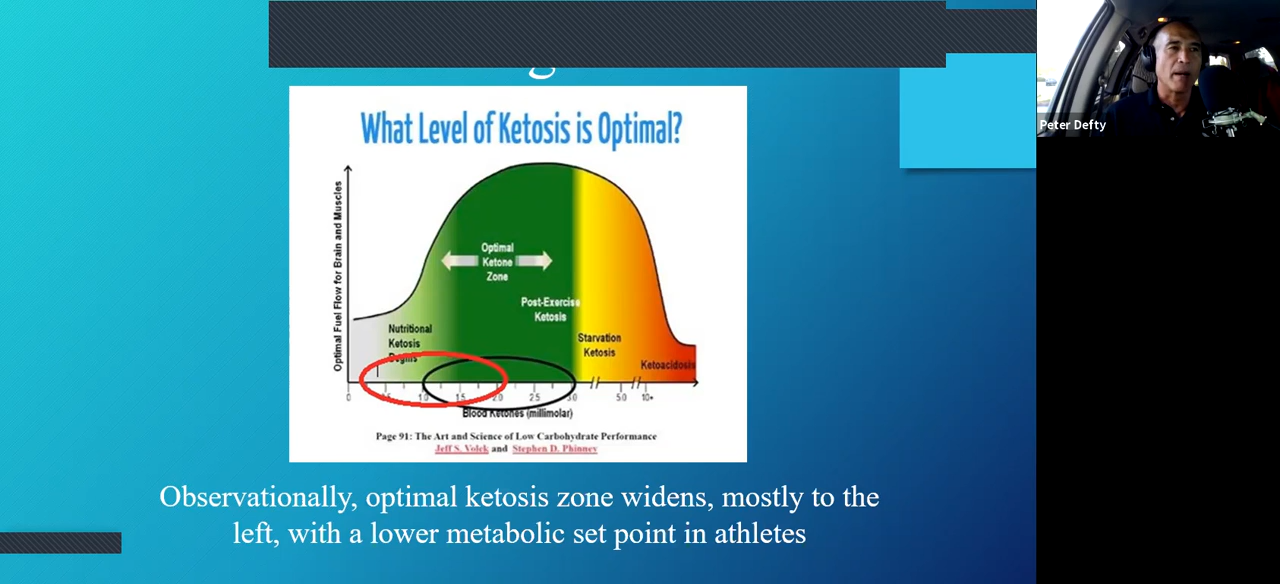 Peter Defty
What Level of Ketosis is Optimal?
Optimal Fuel Flow for Brain and Muscles
Optimal
Ketone
Zone
Post-Exercise
Ketosis
Nutritional
Ketosis
Begins
Starvation
Ketosis
Ketoacidosis
0 0.5 1.0 1.5 2.0 2.5 3.0 5.0 10+
Blood Ketones (millimolar)
Page 91: The Art and Science of Low Carbohydrate Performance
Jeff S. Volek and Stephen D. Phinney
Observationally, optimal ketosis zone widens, mostly to the
left, with a lower metabolic set point in athletes